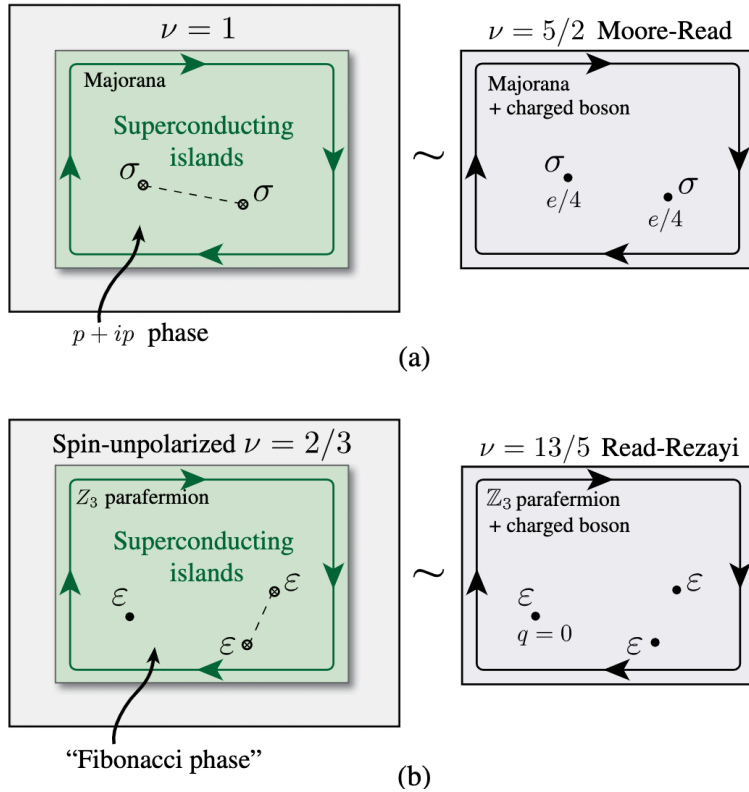 ν = 1
Majorana
Superconducting
islands
σ
σ
p + ip phase
∼
ν = 5/2 Moore-Read
Majorana
+ charged boson
σ
e/4
σ
e/4
(a)
Spin-unpolarized ν = 2/3
Z₃ parafermion
Superconducting
islands
ε
ε
ε
“Fibonacci phase”
∼
ν = 13/5 Read-Rezayi
ℤ₃ parafermion
+ charged boson
ε
q = 0
ε
ε
(b)